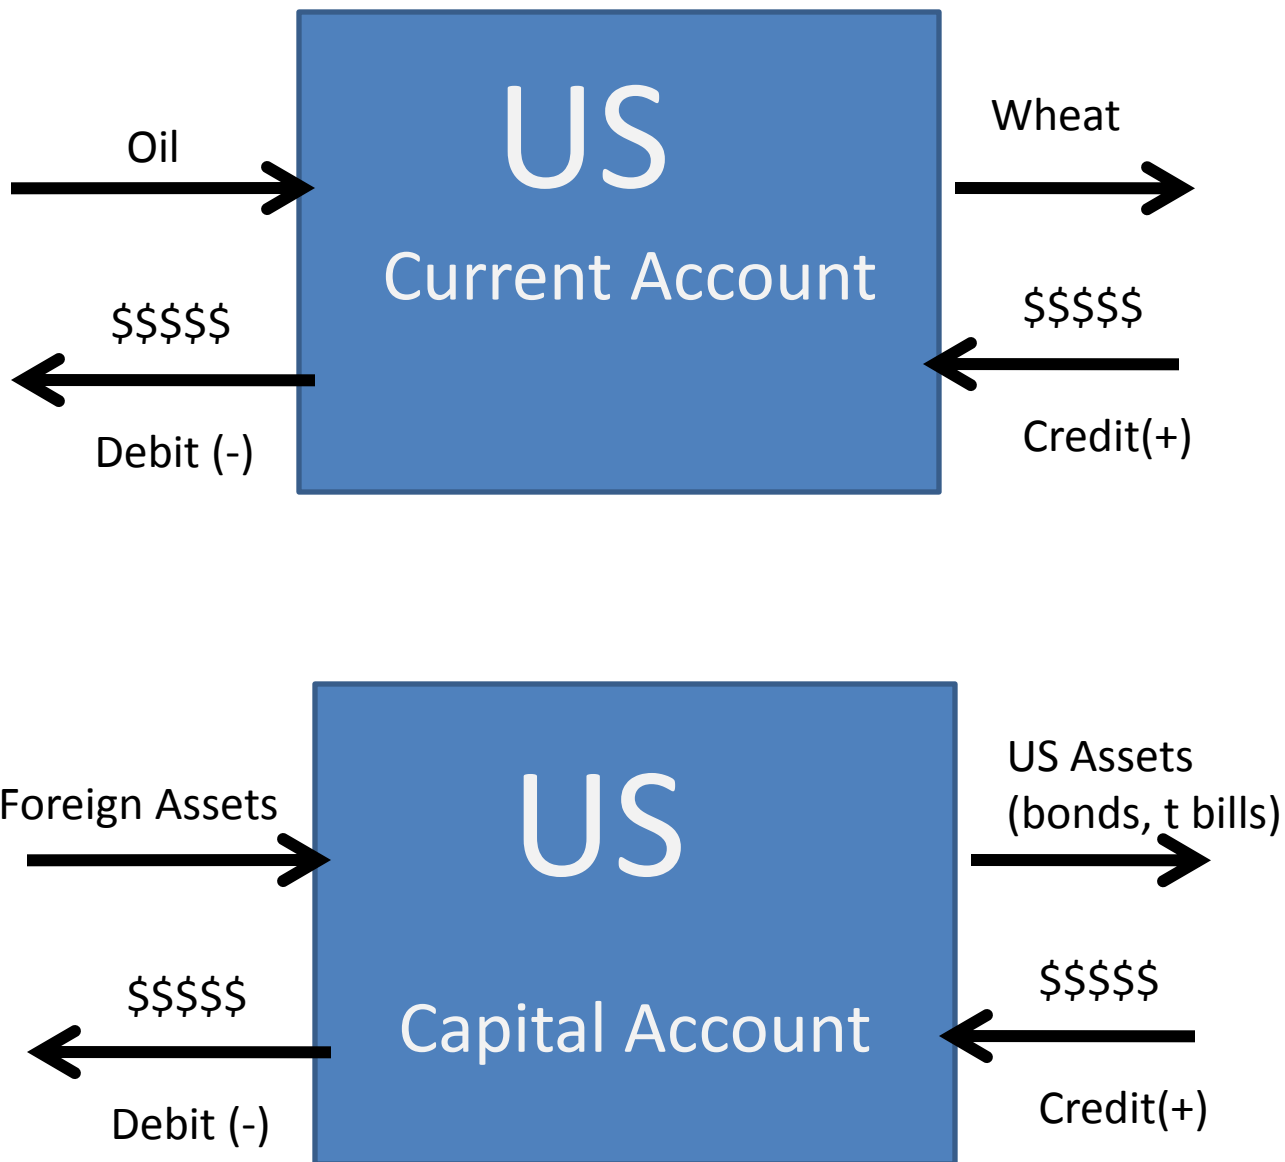 US
Oil
Wheat
Current Account
$$$$$
$$$$$
Debit (-)
Credit(+)
US
US Assets
(bonds, t bills)
Foreign Assets
$$$$$
$$$$$
Capital Account
Debit (-)
Credit(+)